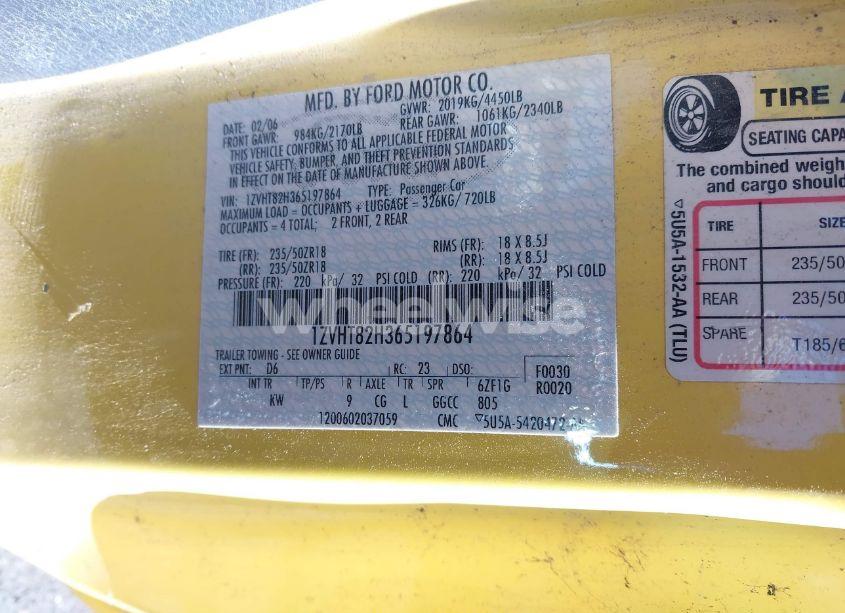 MFD. BY FORD MOTOR CO.
DATE: 02/06 GVWR: 2019KG/4450LB
FRONT GAWR: 984KG/2170LB REAR GAWR: 1061KG/2340LB
THIS VEHICLE CONFORMS TO ALL APPLICABLE FEDERAL MOTOR
VEHICLE SAFETY, BUMPER, AND THEFT PREVENTION STANDARDS
IN EFFECT ON THE DATE OF MANUFACTURE SHOWN ABOVE.
VIN: 1ZVHT82H365197864 TYPE: Passenger Car
MAXIMUM LOAD = OCCUPANTS + LUGGAGE = 326KG/ 720LB
OCCUPANTS = 4 TOTAL; 2 FRONT, 2 REAR
TIRE (FR): 235/50ZR18 RIMS (FR): 18 X 8.5J
(RR): 235/50ZR18 (RR): 18 X 8.5J
PRESSURE (FR): 220 kPa/ 32 PSI COLD (RR): 220 kPa/ 32 PSI COLD
WheelWise
1ZVHT82H365197864
TRAILER TOWING - SEE OWNER GUIDE
EXT PNT: D6 RC: 23 DSO: F0030
INT TR TP/PS R AXLE TR SPR 6ZF1G R0020
KW 9 CG L GGCC 805
1200602037059 CMC ▽5U5A-5420472-
TIRE A
SEATING CAPA
The combined weigh
and cargo shoul
▽5U5A-1532-AA (TLU)
TIRE SIZE
FRONT 235/50
REAR 235/50
SPARE T185/6